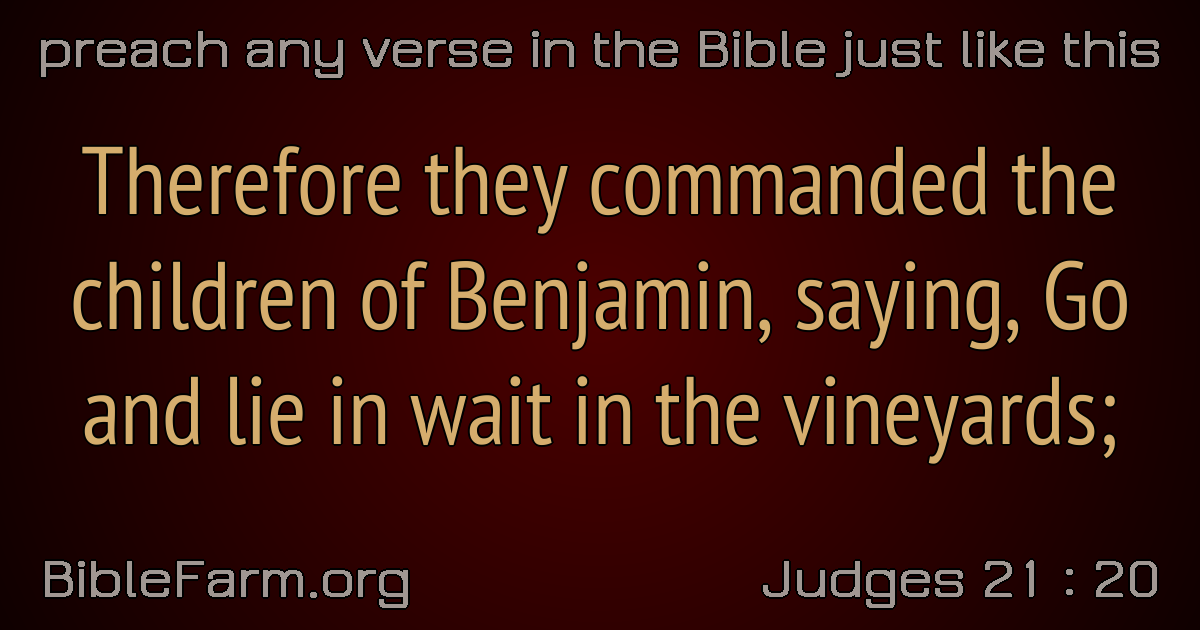 preach any verse in the Bible just like this
Therefore they commanded the
children of Benjamin, saying, Go
and lie in wait in the vineyards;
BibleFarm.org
Judges 21 : 20